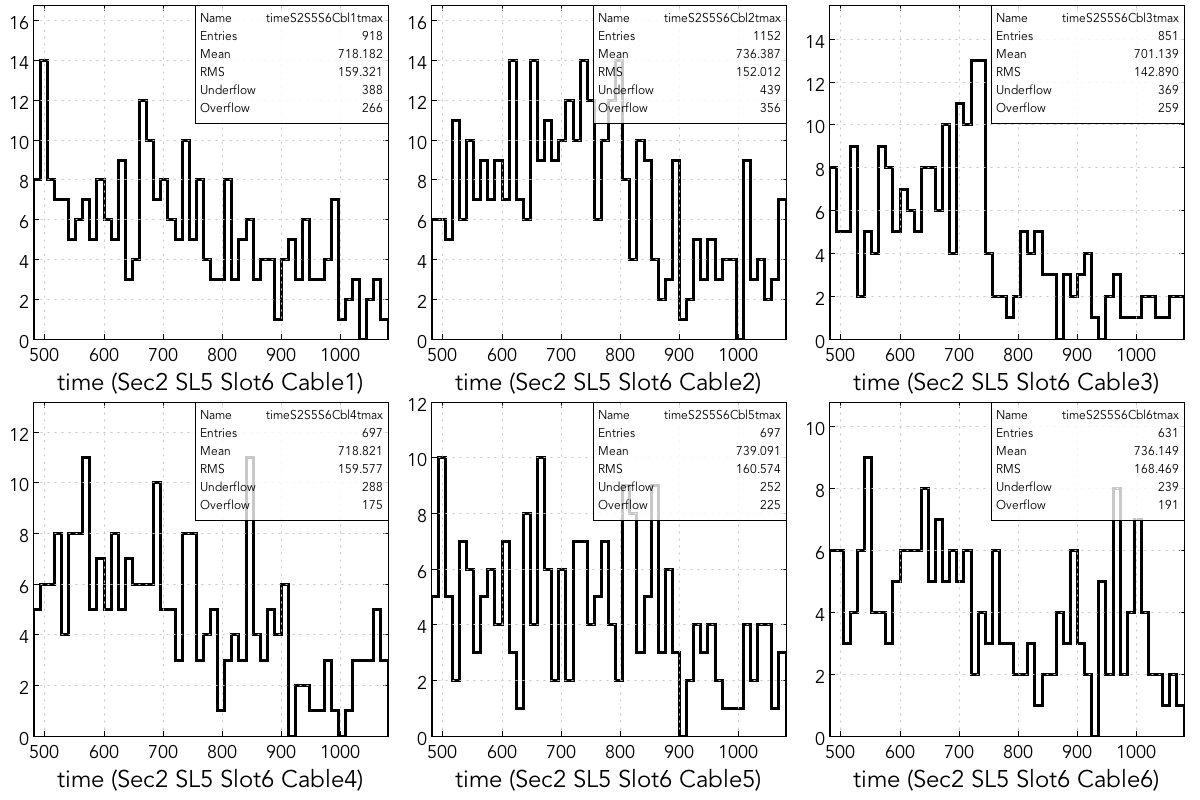 16
14
12
10
8
6
4
2
0
500 600 700 800 900 1000
time (Sec2 SL5 Slot6 Cable1)
Name timeS2S5S6Cbl1tmax
Entries 918
Mean 718.182
RMS 159.321
Underflow 388
Overflow 266
16
14
12
10
8
6
4
2
0
500 600 700 800 900 1000
time (Sec2 SL5 Slot6 Cable2)
Name timeS2S5S6Cbl2tmax
Entries 1152
Mean 736.387
RMS 152.012
Underflow 439
Overflow 356
14
12
10
8
6
4
2
0
500 600 700 800 900 1000
time (Sec2 SL5 Slot6 Cable3)
Name timeS2S5S6Cbl3tmax
Entries 851
Mean 701.139
RMS 142.890
Underflow 369
Overflow 259
12
10
8
6
4
2
0
500 600 700 800 900 1000
time (Sec2 SL5 Slot6 Cable4)
Name timeS2S5S6Cbl4tmax
Entries 697
Mean 718.821
RMS 159.577
Underflow 288
Overflow 175
12
10
8
6
4
2
0
500 600 700 800 900 1000
time (Sec2 SL5 Slot6 Cable5)
Name timeS2S5S6Cbl5tmax
Entries 697
Mean 739.091
RMS 160.574
Underflow 252
Overflow 225
10
8
6
4
2
0
500 600 700 800 900 1000
time (Sec2 SL5 Slot6 Cable6)
Name timeS2S5S6Cbl6tmax
Entries 631
Mean 736.149
RMS 168.469
Underflow 239
Overflow 191